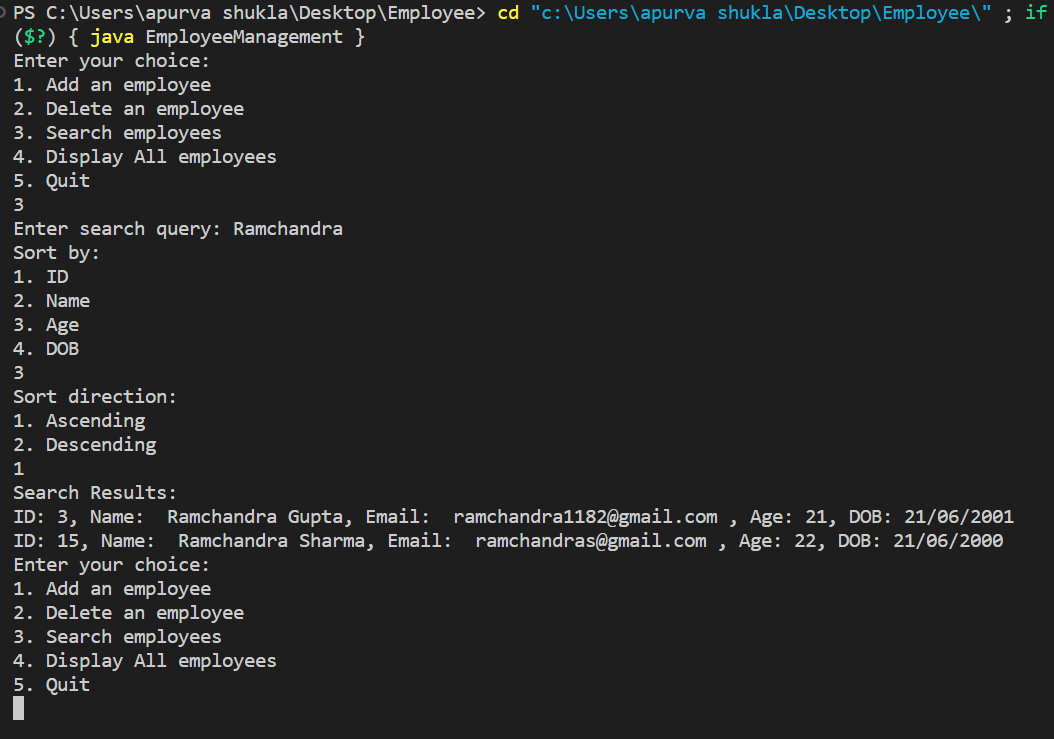 PS C:\Users\apurva shukla\Desktop\Employee> cd "c:\Users\apurva shukla\Desktop\Employee\" ; if
($?) { java EmployeeManagement }
Enter your choice:
1. Add an employee
2. Delete an employee
3. Search employees
4. Display All employees
5. Quit
3
Enter search query: Ramchandra
Sort by:
1. ID
2. Name
3. Age
4. DOB
3
Sort direction:
1. Ascending
2. Descending
1
Search Results:
ID: 3, Name:  Ramchandra Gupta, Email:  ramchandra1182@gmail.com , Age: 21, DOB: 21/06/2001
ID: 15, Name:  Ramchandra Sharma, Email:  ramchandras@gmail.com , Age: 22, DOB: 21/06/2000
Enter your choice:
1. Add an employee
2. Delete an employee
3. Search employees
4. Display All employees
5. Quit